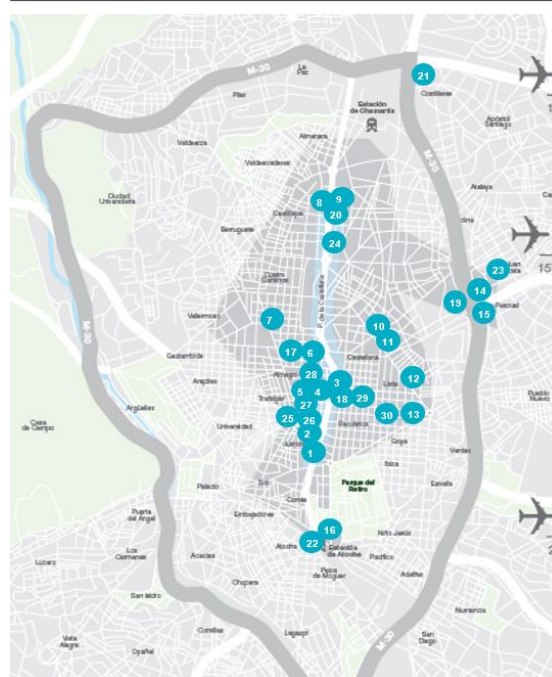 M-30
La
Paz
21
Costillares
Pilar
Estación
de Chamartín
Apóstol
Santiago
Almenara
Valdezarza
Valdeacederas
M-30
Ciudad
Universitaria
Atalaya
8
9
Castillejos
20
Berruguete
24
23
Juan
15
Cuatro
Caminos
14
P. de la Castellana
19
Pascual
15
7
Vallermoso
10
11
17
6
Castellana
Gaztambide
28
Almagro
12
Lista
Arapiles
3
5
4
18
29
Pueblo
Nuevo
Trafalgar
27
Argüelles
30
13
25
26
Recoletos
Casa
de Campo
Universidad
2
Justicia
Goya
1
Ventas
Ibiza
Sol
Parque del
Retiro
Palacio
Estrella
Cortes
Puerta
del Ángel
Embajadores
16
Niño Jesús
22
Atocha
Estación
de Atocha
Los
Cármenes
Acacias
Pacífico
Lucero
Palos
de Moguer
Adelfas
Chopera
San Isidro
Numancia
Comillas
Legazpi
San
Diego
Vista
Alegre
Opañel
M-30